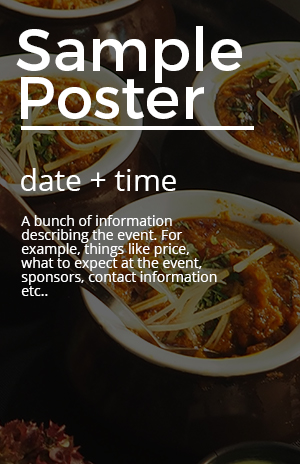 Sample
Poster
date + time
A bunch of information
describing the event. For
example, things like price,
what to expect at the event,
sponsors, contact information
etc..